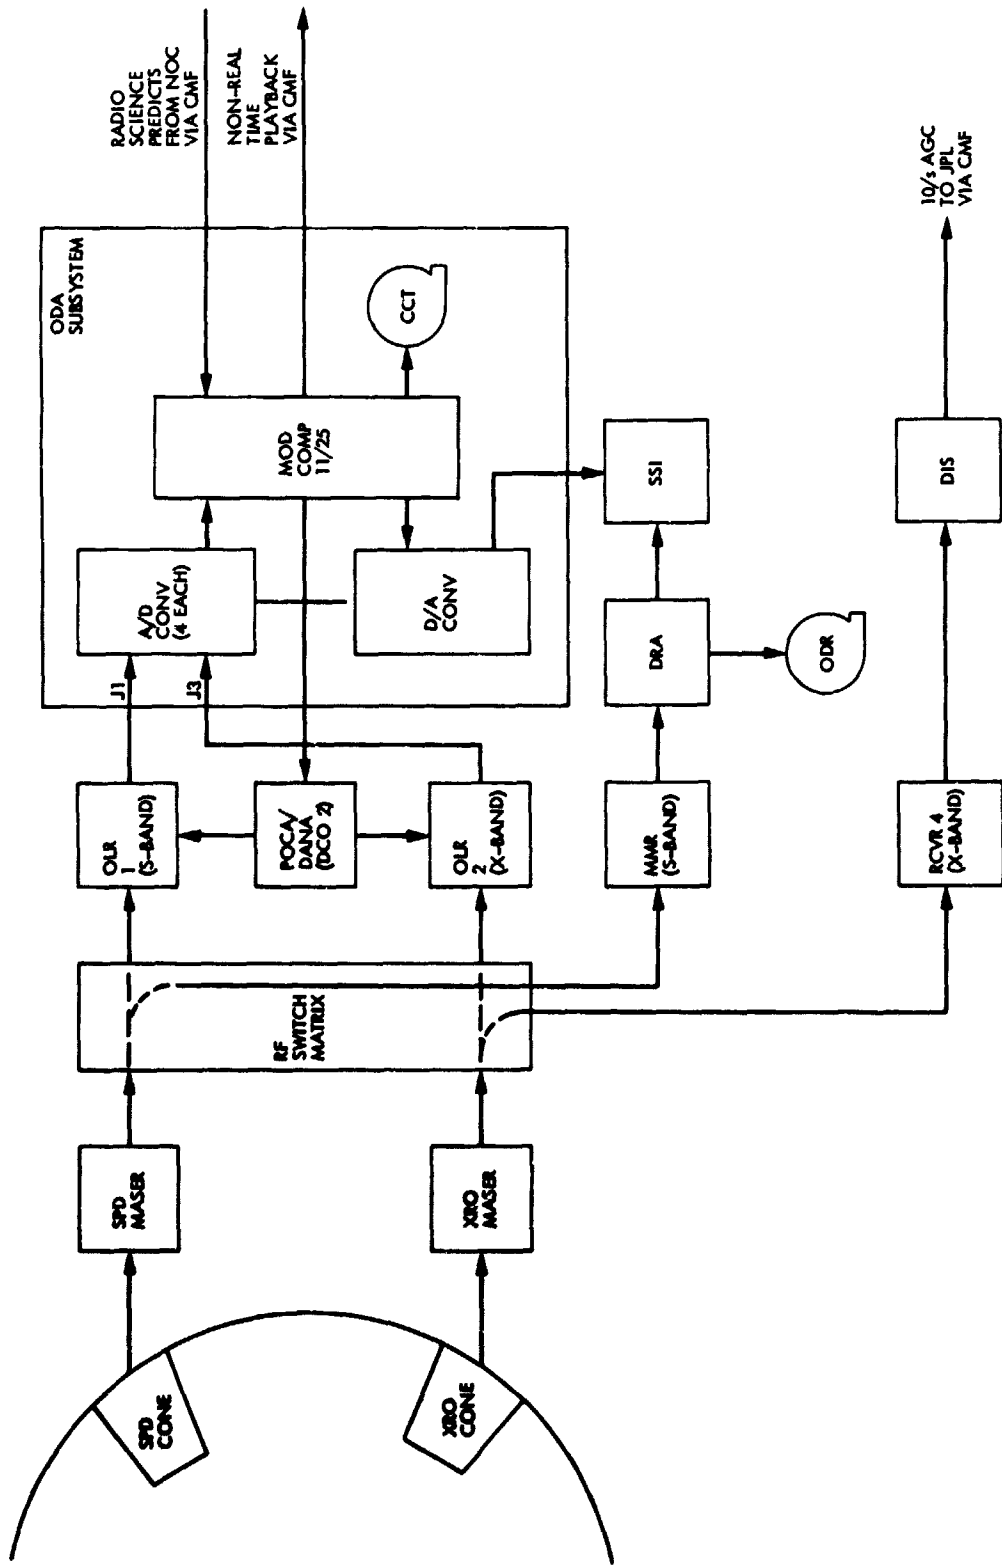 SPD
CONE
XRO
CONE
SPD
MASER
XRO
MASER
RF
SWITCH
MATRIX
OLR
1
(S-BAND)
POCA/
DANA
(DCO 2)
OLR
2
(X-BAND)
MMR
(S-BAND)
RCVR 4
(X-BAND)
J1
J3
ODA
SUBSYSTEM
A/D
CONV
(4 EACH)
D/A
CONV
MOD
COMP
11/25
CCT
DRA
ODR
SSI
DIS
RADIO
SCIENCE
PREDICTS
FROM NOC
VIA CMF
NON-REAL
TIME
PLAYBACK
VIA CMF
10/s AGC
TO JPL
VIA CMF